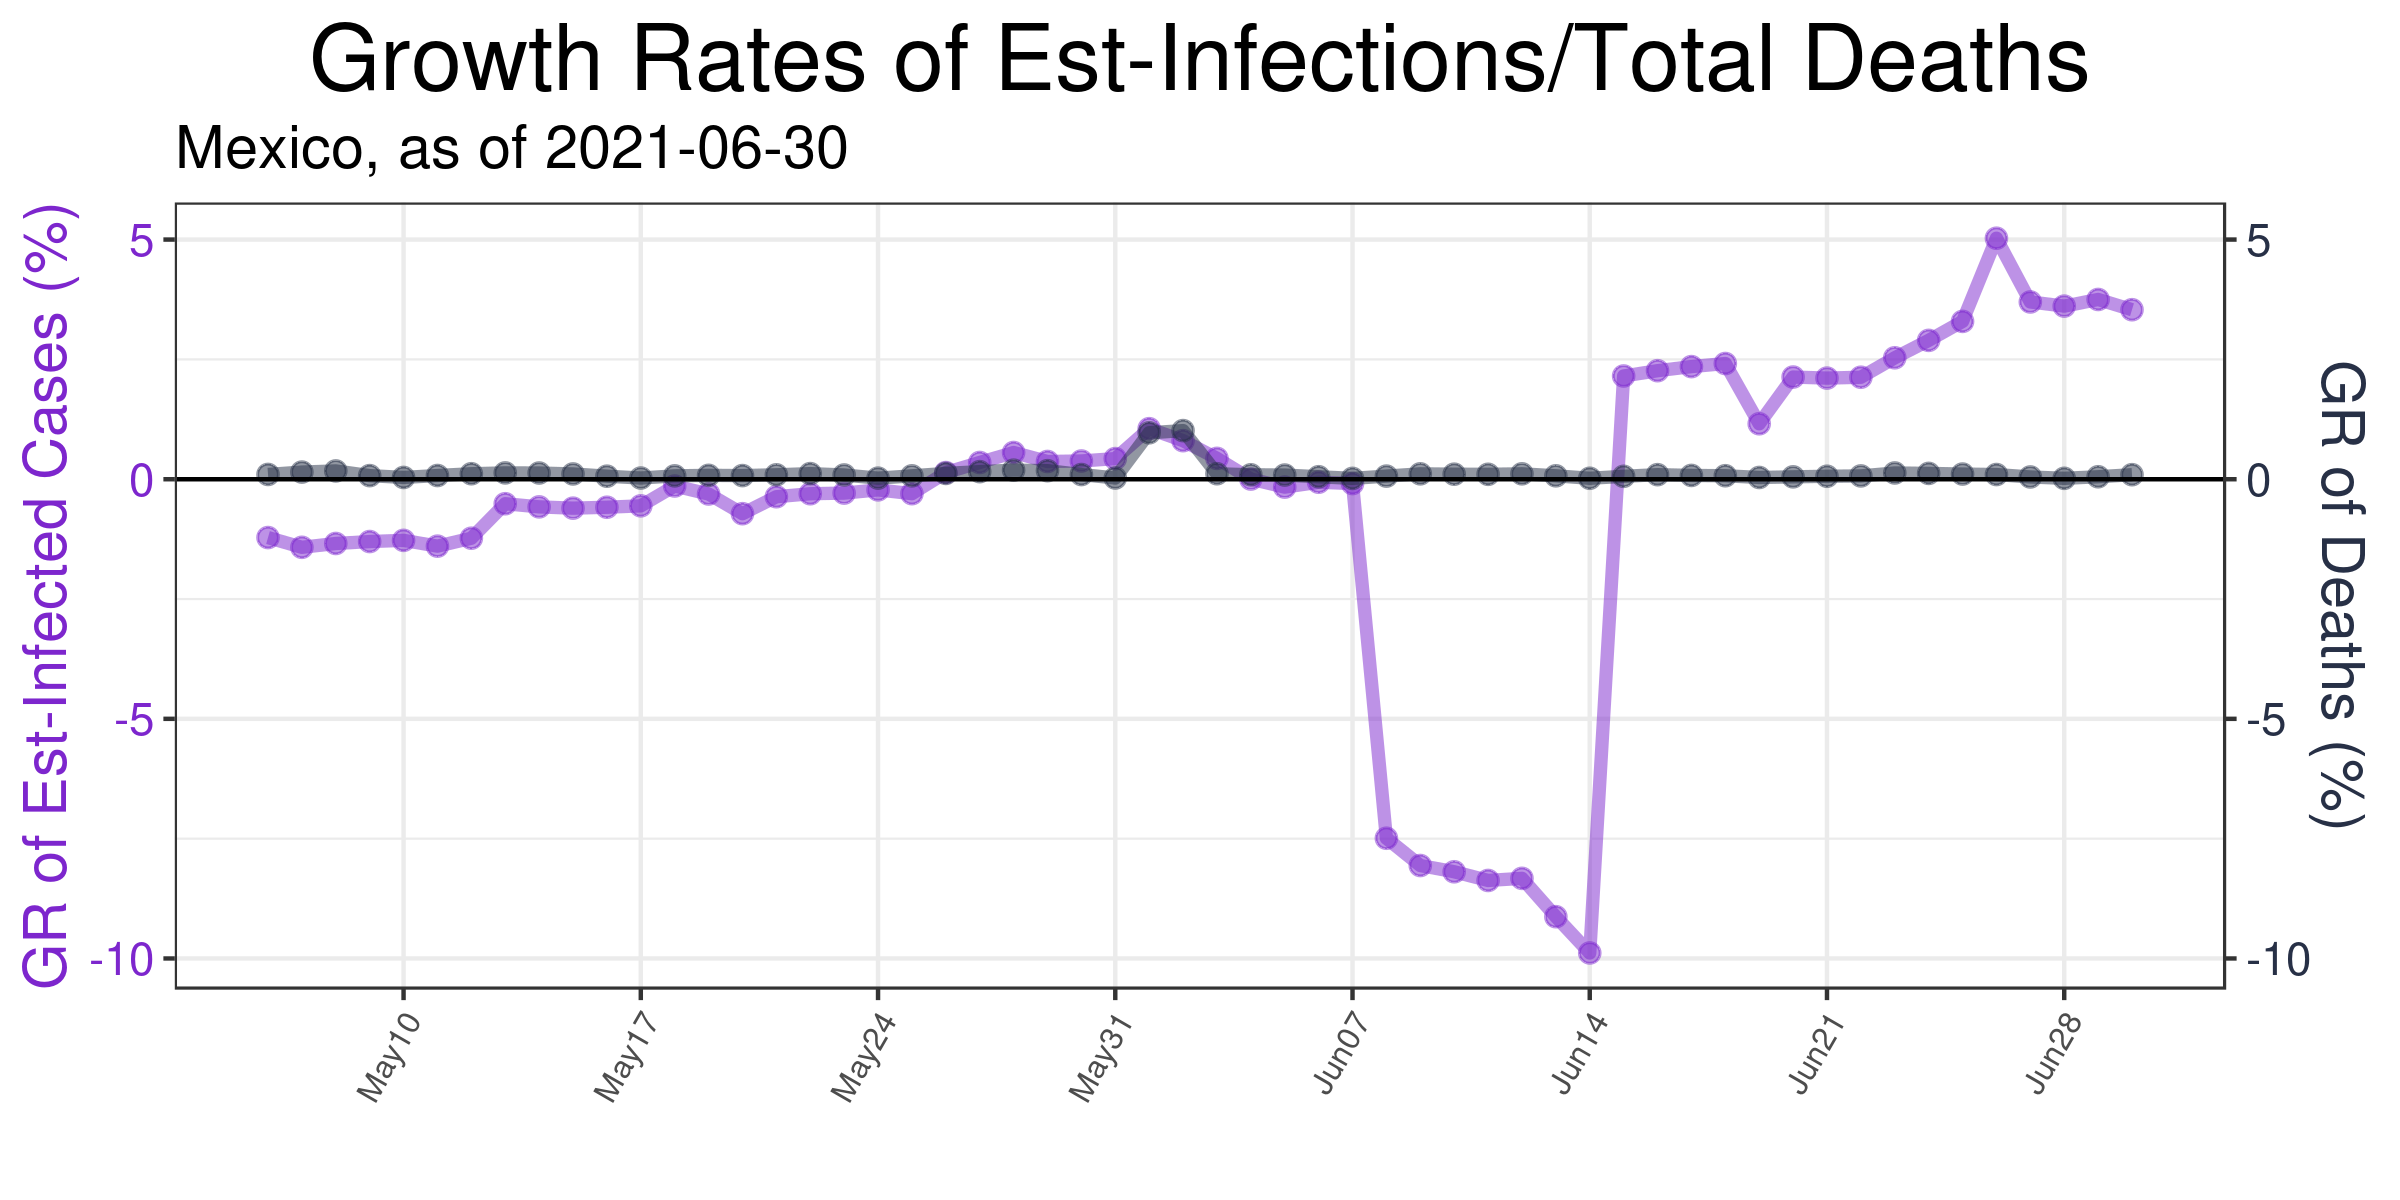 Growth Rates of Est-Infections/Total Deaths
Mexico, as of 2021-06-30
GR of Est-Infected Cases (%)
5
0
-5
-10
5
0
-5
-10
GR of Deaths (%)
May10
May17
May24
May31
Jun07
Jun14
Jun21
Jun28